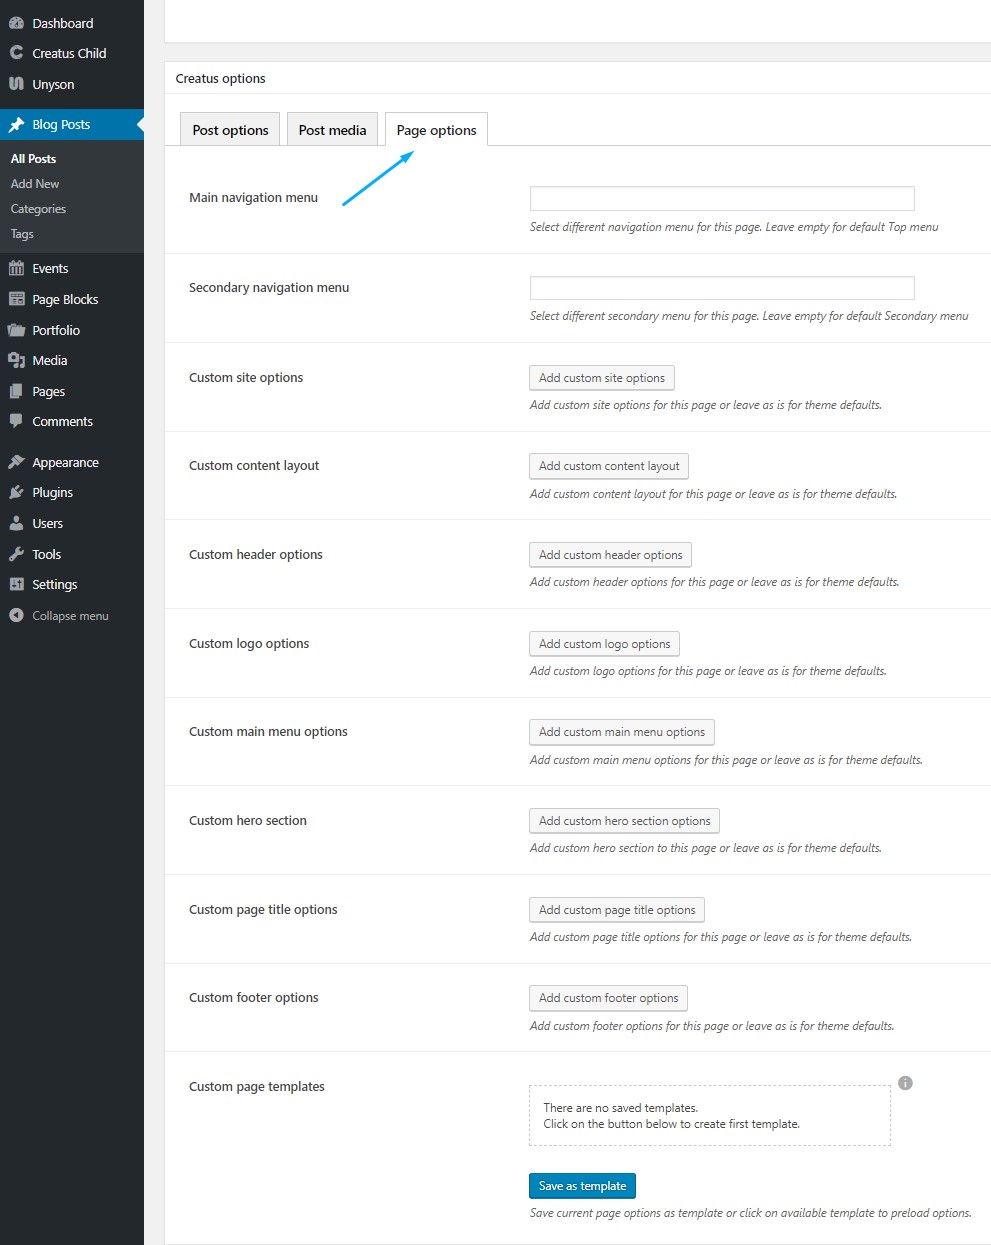 Dashboard
Creatus Child
Unyson
Blog Posts
All Posts
Add New
Categories
Tags
Events
Page Blocks
Portfolio
Media
Pages
Comments
Appearance
Plugins
Users
Tools
Settings
Collapse menu
Creatus options
Post options
Post media
Page options
Main navigation menu
Select different navigation menu for this page. Leave empty for default Top menu
Secondary navigation menu
Select different secondary menu for this page. Leave empty for default Secondary menu
Custom site options
Add custom site options
Add custom site options for this page or leave as is for theme defaults.
Custom content layout
Add custom content layout
Add custom content layout for this page or leave as is for theme defaults.
Custom header options
Add custom header options
Add custom header options for this page or leave as is for theme defaults.
Custom logo options
Add custom logo options
Add custom logo options for this page or leave as is for theme defaults.
Custom main menu options
Add custom main menu options
Add custom main menu options for this page or leave as is for theme defaults.
Custom hero section
Add custom hero section options
Add custom hero section to this page or leave as is for theme defaults.
Custom page title options
Add custom page title options
Add custom page title options for this page or leave as is for theme defaults.
Custom footer options
Add custom footer options
Add custom footer options for this page or leave as is for theme defaults.
Custom page templates
There are no saved templates.
Click on the button below to create first template.
Save as template
Save current page options as template or click on available template to preload options.